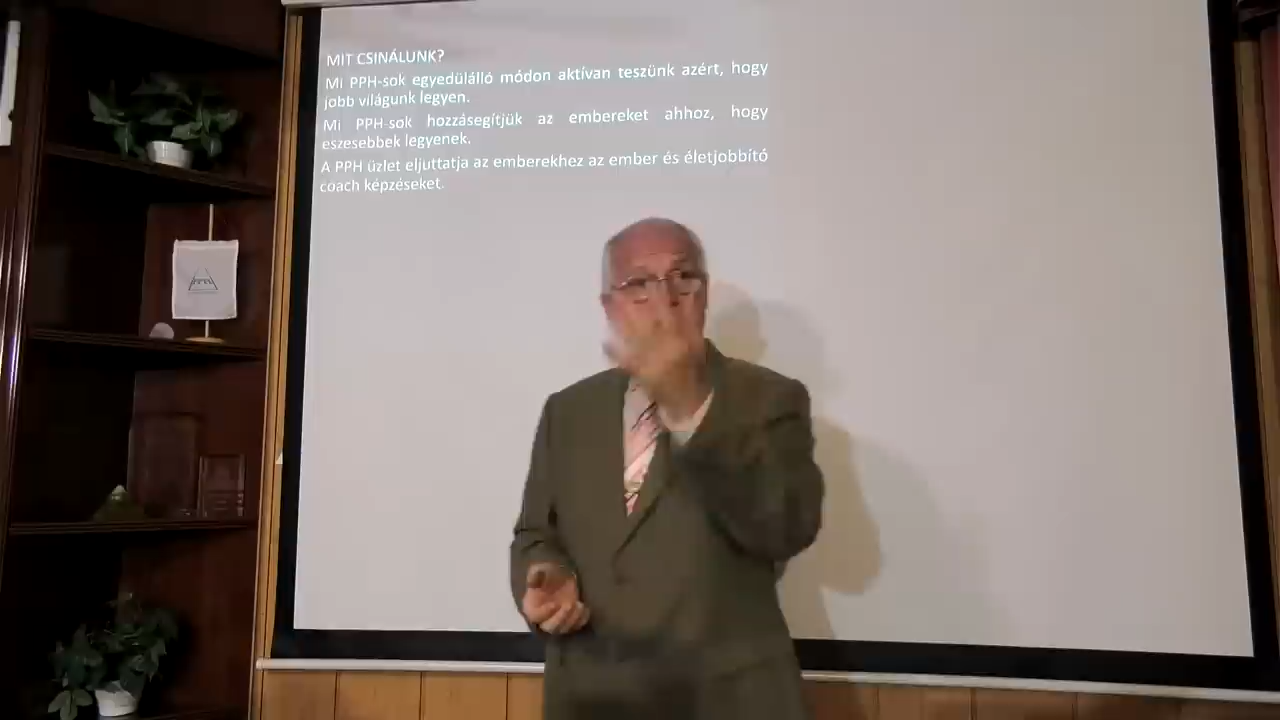 MIT CSINÁLUNK?
Mi PPH-sok egyedülálló módon aktívan teszünk azért, hogy
jobb világunk legyen.
Mi PPH-sok hozzásegítjük az embereket ahhoz, hogy
eszesebbek legyenek.
A PPH üzlet eljuttatja az emberekhez az ember és életjobbító
coach képzéseket.